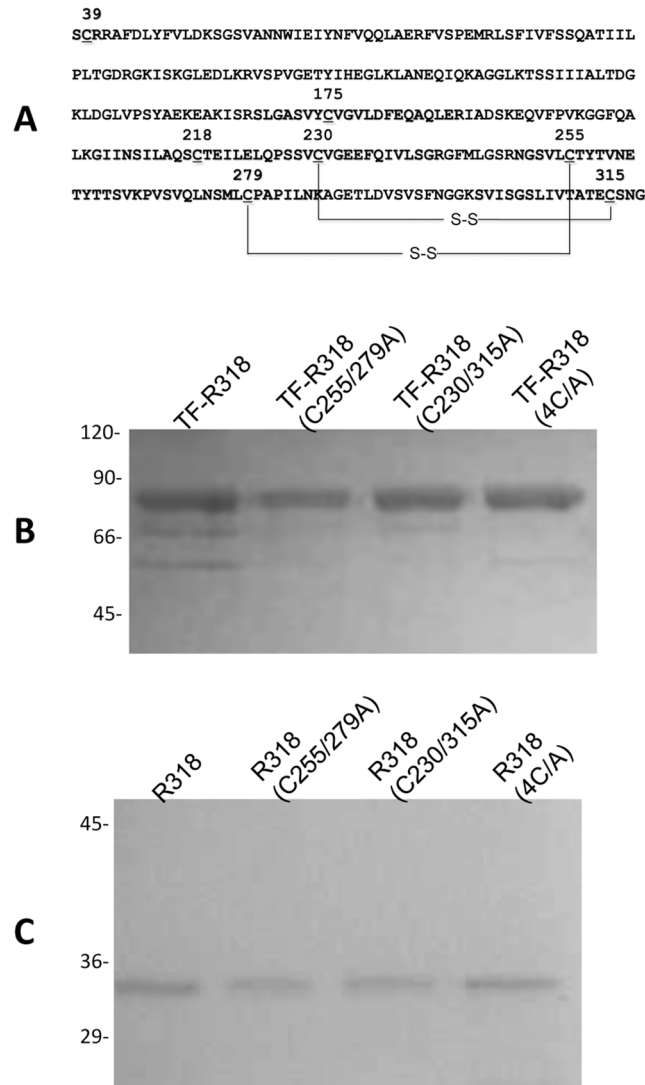 39
SCRRAFDLYFVLDKSGSVANNWIEIYNFVQQLAERFVSPEMRLSFIVFSSQATIIL
PLTGDRGKISKGLEDLKRVSPVGETYIHEGLKLANEQIQKAGGLKTSSIIIALTDG
A
175
KLDGLVPSYAEKEAKISRSLGASVYCVGVLDFEQAQLERIADSKEQVFPVKGGFQA
218 230 255
LKGIINSILAQSCTEILELQPSSVCVGEEFQIVLSGRGFMLGSRNGSVLCTYTVNE
279 315
TYTTSVKPVSVQLNSMLCPAPILNKAGETLDVSVSFNGGKSVISGSLIVTATECSNG
S-S
S-S
B
TF-R318
TF-R318
(C255/279A)
TF-R318
(C230/315A)
TF-R318
(4C/A)
120-
90-
66-
45-
C
R318
R318
(C255/279A)
R318
(C230/315A)
R318
(4C/A)
45-
36-
29-